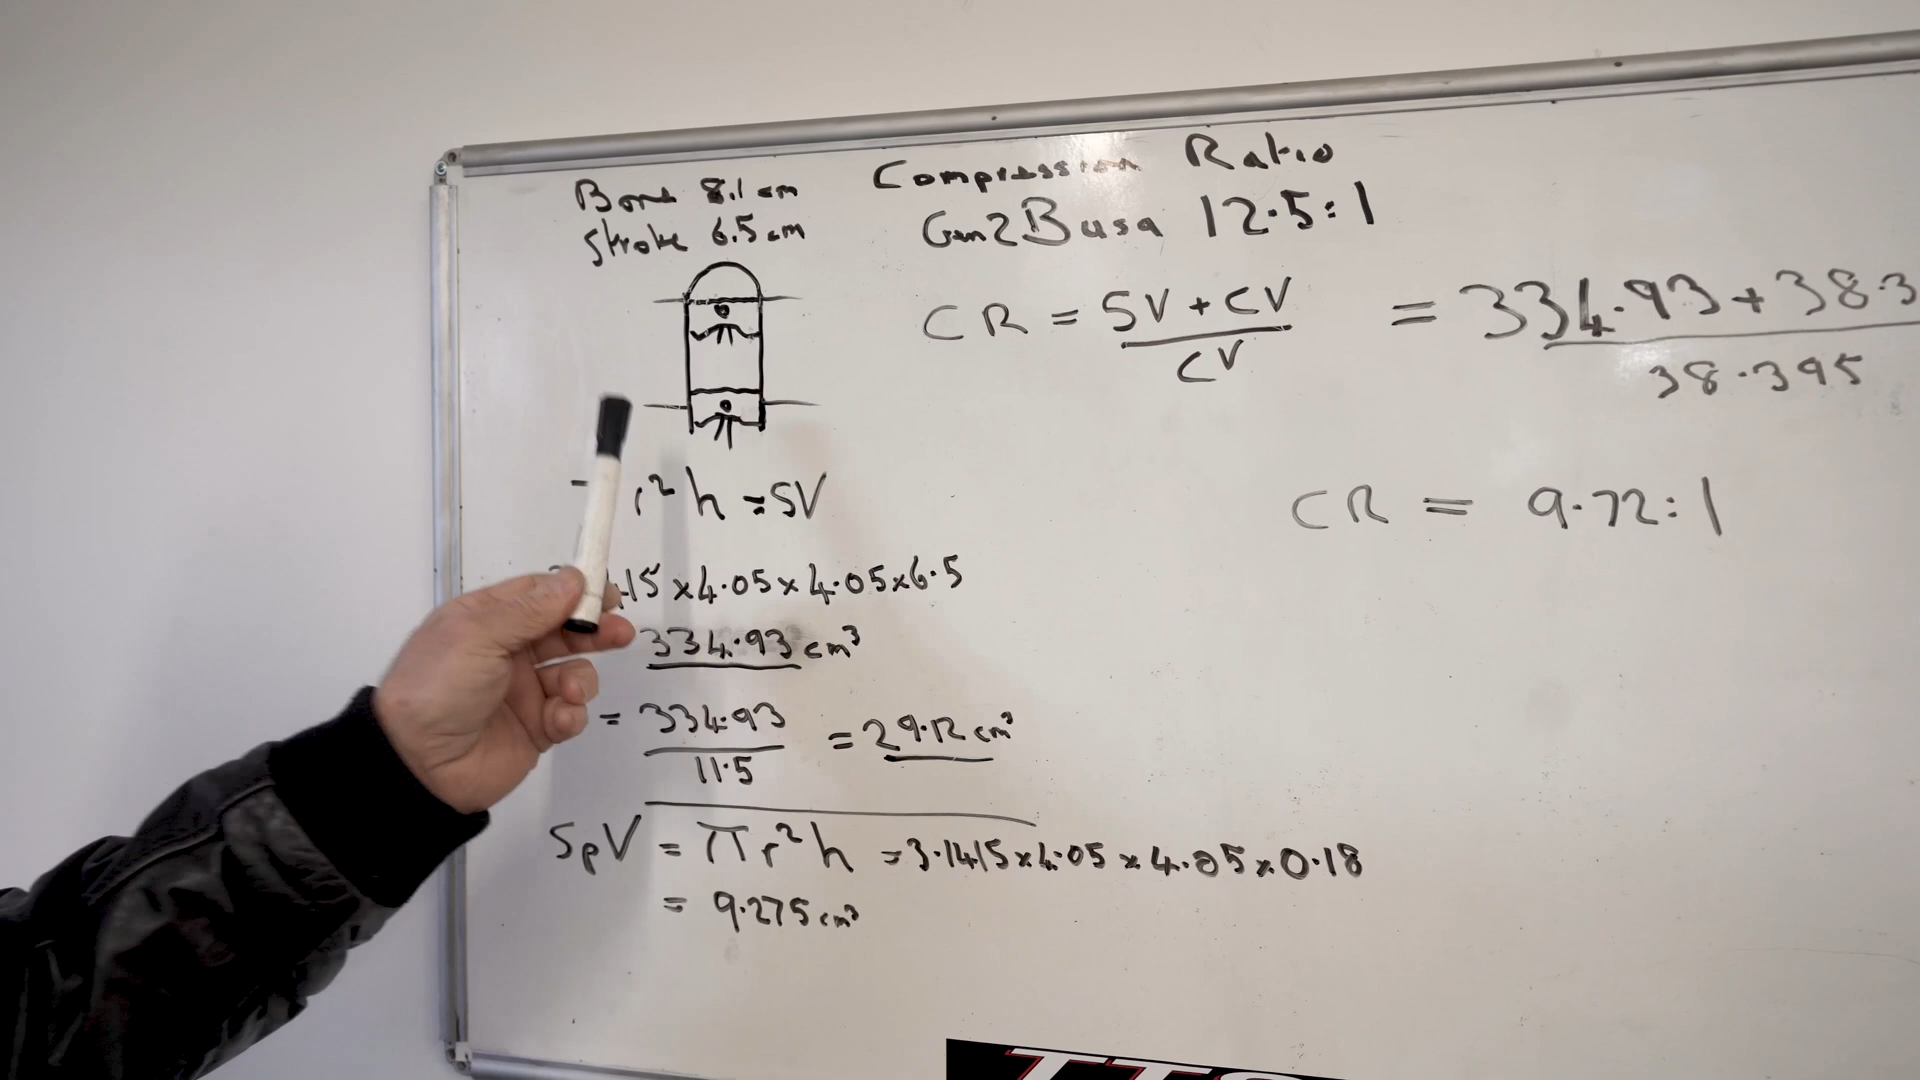 Bore 8.1 cm
Stroke 6.5 cm
Compression Ratio
Gen2Busa 12.5:1
CR = SV + CV / CV = 334.93 + 38.3 / 38.395
r²h = SV
15 x 4.05 x 4.05 x 6.5
334.93 cm³
= 334.93 / 11.5 = 29.12 cm³
CR = 9.72:1
SpV = πr²h = 3.1415 x 4.05 x 4.05 x 0.18
= 9.275 cm³